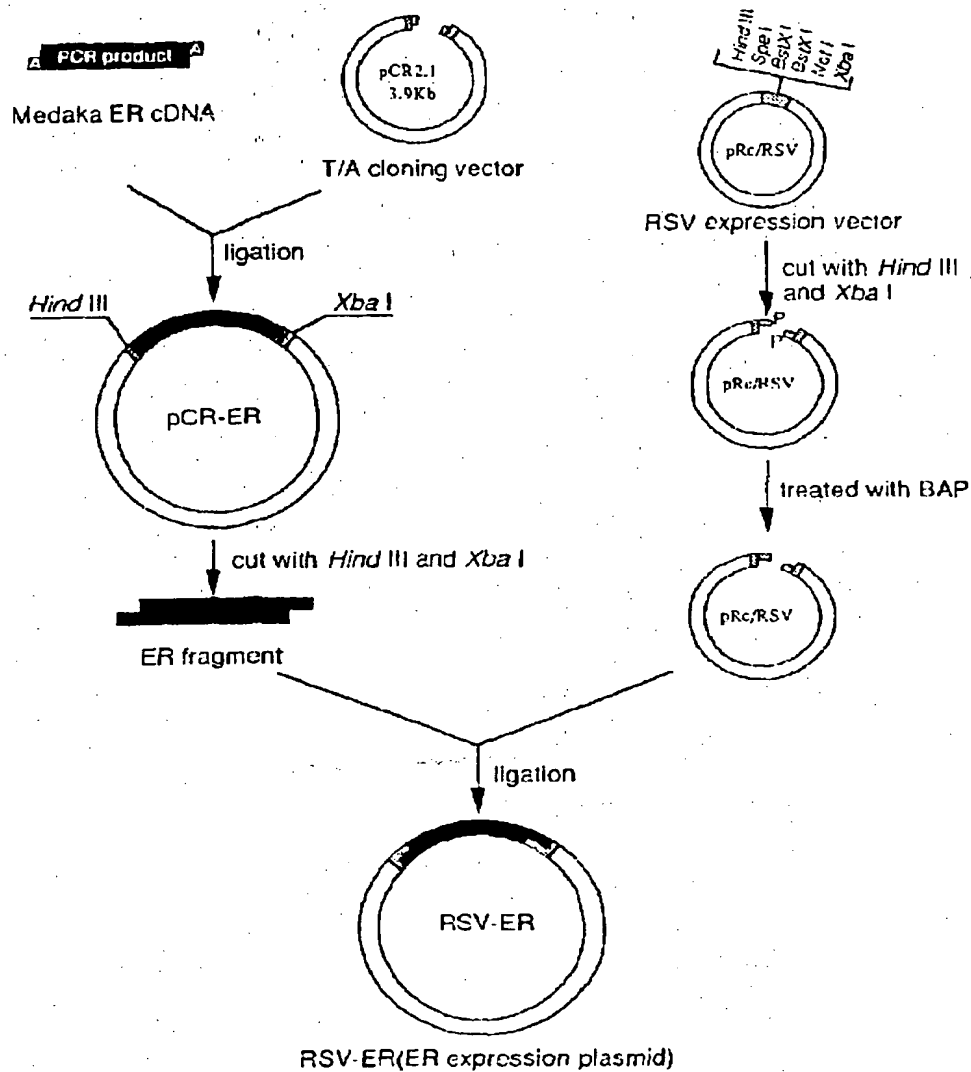 A PCR product A
Medaka ER cDNA
pCR2.1
3.9Kb
T/A cloning vector
Hind III
Spe I
BstX I
BstX I
Not I
Xba I
pRc/RSV
RSV expression vector
ligation
cut with Hind III
and Xba I
Hind III
Xba I
pCR-ER
P
P
pRc/RSV
treated with BAP
cut with Hind III and Xba I
ER fragment
pRc/RSV
ligation
RSV-ER
RSV-ER(ER expression plasmid)